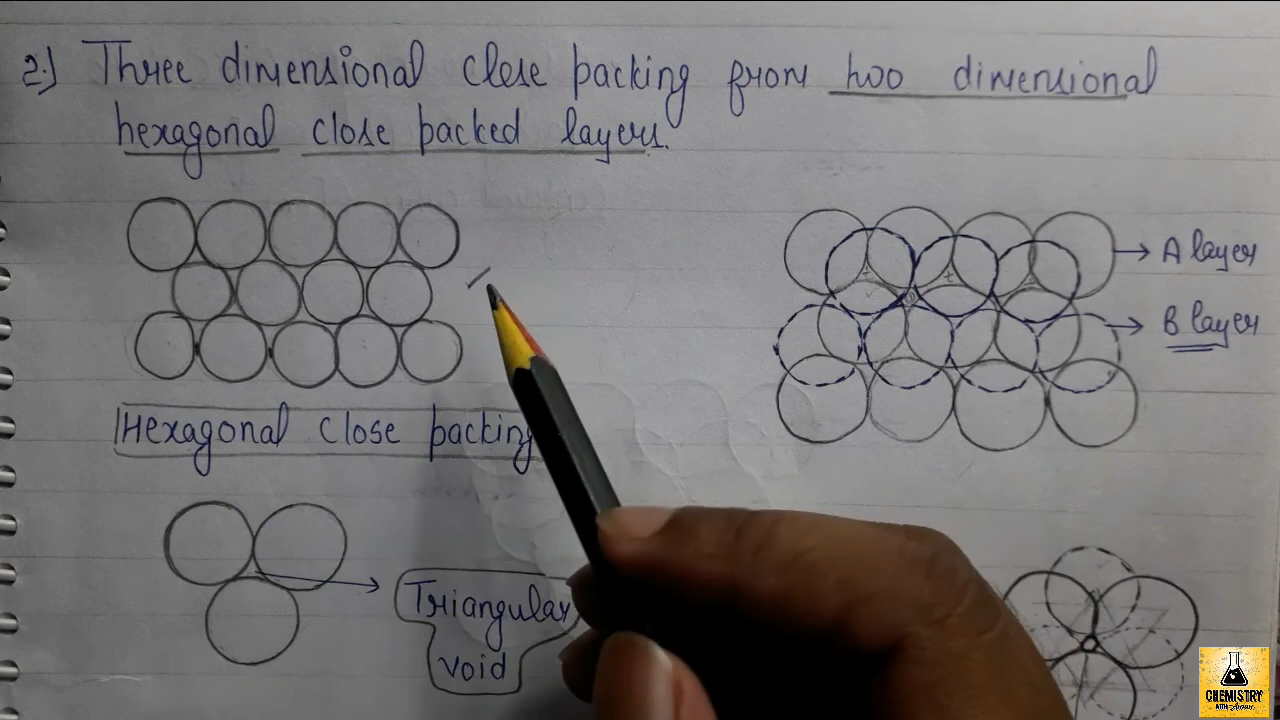 2.) Three dimensional close packing from two dimensional
hexagonal close packed layers.
A layer
B layer
Hexagonal close packing
Triangular
void
CHEMISTRY